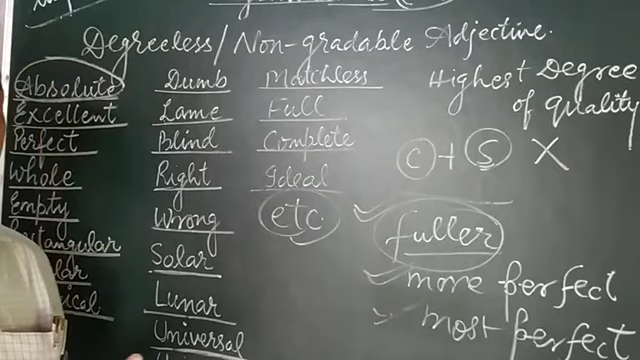 Degreeless/Non-gradable Adjective.
Absolute
Excellent
Perfect
Whole
Empty
Dumb
Lame
Blind
Right
Wrong
Solar
Lunar
Universal
Matchless
Full
Complete
Ideal
etc.
Highest Degree
of quality
C + S X
fuller
more perfect
most perfect